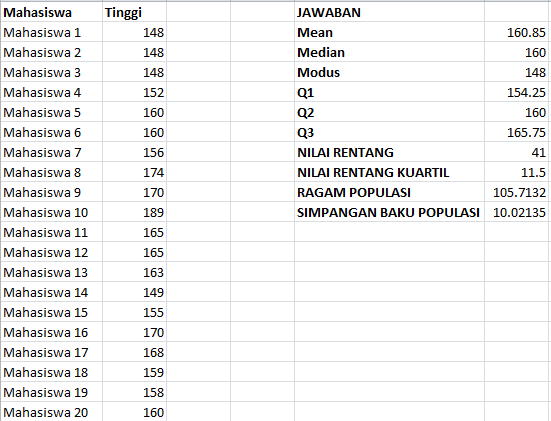 Mahasiswa Tinggi JAWABAN
Mahasiswa 1 148 Mean 160.85
Mahasiswa 2 148 Median 160
Mahasiswa 3 148 Modus 148
Mahasiswa 4 152 Q1 154.25
Mahasiswa 5 160 Q2 160
Mahasiswa 6 160 Q3 165.75
Mahasiswa 7 156 NILAI RENTANG 41
Mahasiswa 8 174 NILAI RENTANG KUARTIL 11.5
Mahasiswa 9 170 RAGAM POPULASI 105.7132
Mahasiswa 10 189 SIMPANGAN BAKU POPULASI 10.02135
Mahasiswa 11 165
Mahasiswa 12 165
Mahasiswa 13 163
Mahasiswa 14 149
Mahasiswa 15 155
Mahasiswa 16 170
Mahasiswa 17 168
Mahasiswa 18 159
Mahasiswa 19 158
Mahasiswa 20 160